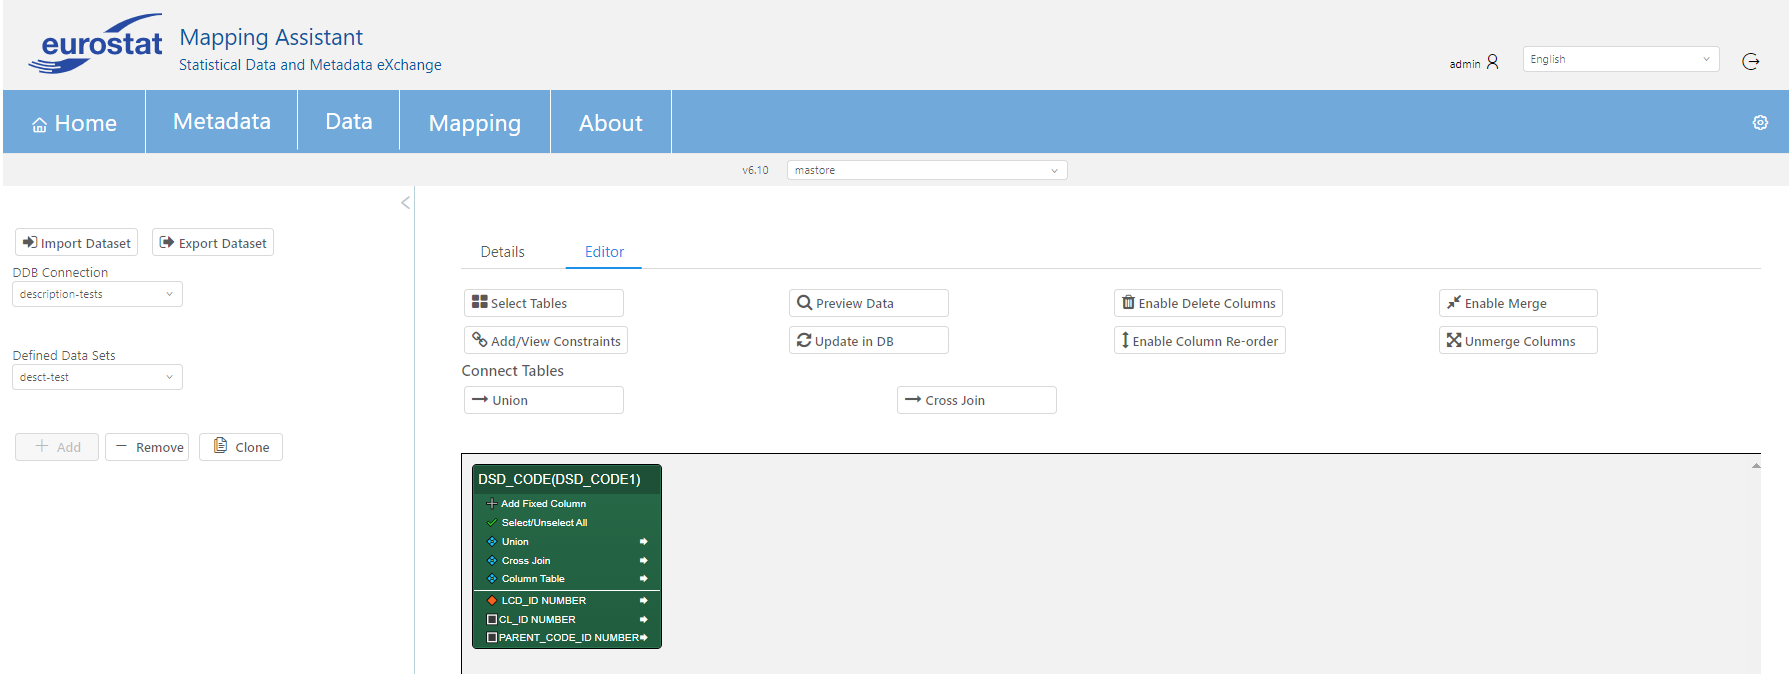 eurostat
Mapping Assistant
Statistical Data and Metadata eXchange
admin
English
Home
Metadata
Data
Mapping
About
v6.10
mastore
Import Dataset
Export Dataset
DDB Connection
description-tests
Defined Data Sets
desct-test
Add
Remove
Clone
Details
Editor
Select Tables
Preview Data
Enable Delete Columns
Enable Merge
Add/View Constraints
Update in DB
Enable Column Re-order
Unmerge Columns
Connect Tables
Union
Cross Join
DSD_CODE(DSD_CODE1)
Add Fixed Column
Select/Unselect All
Union
Cross Join
Column Table
LCD_ID NUMBER
CL_ID NUMBER
PARENT_CODE_ID NUMBER